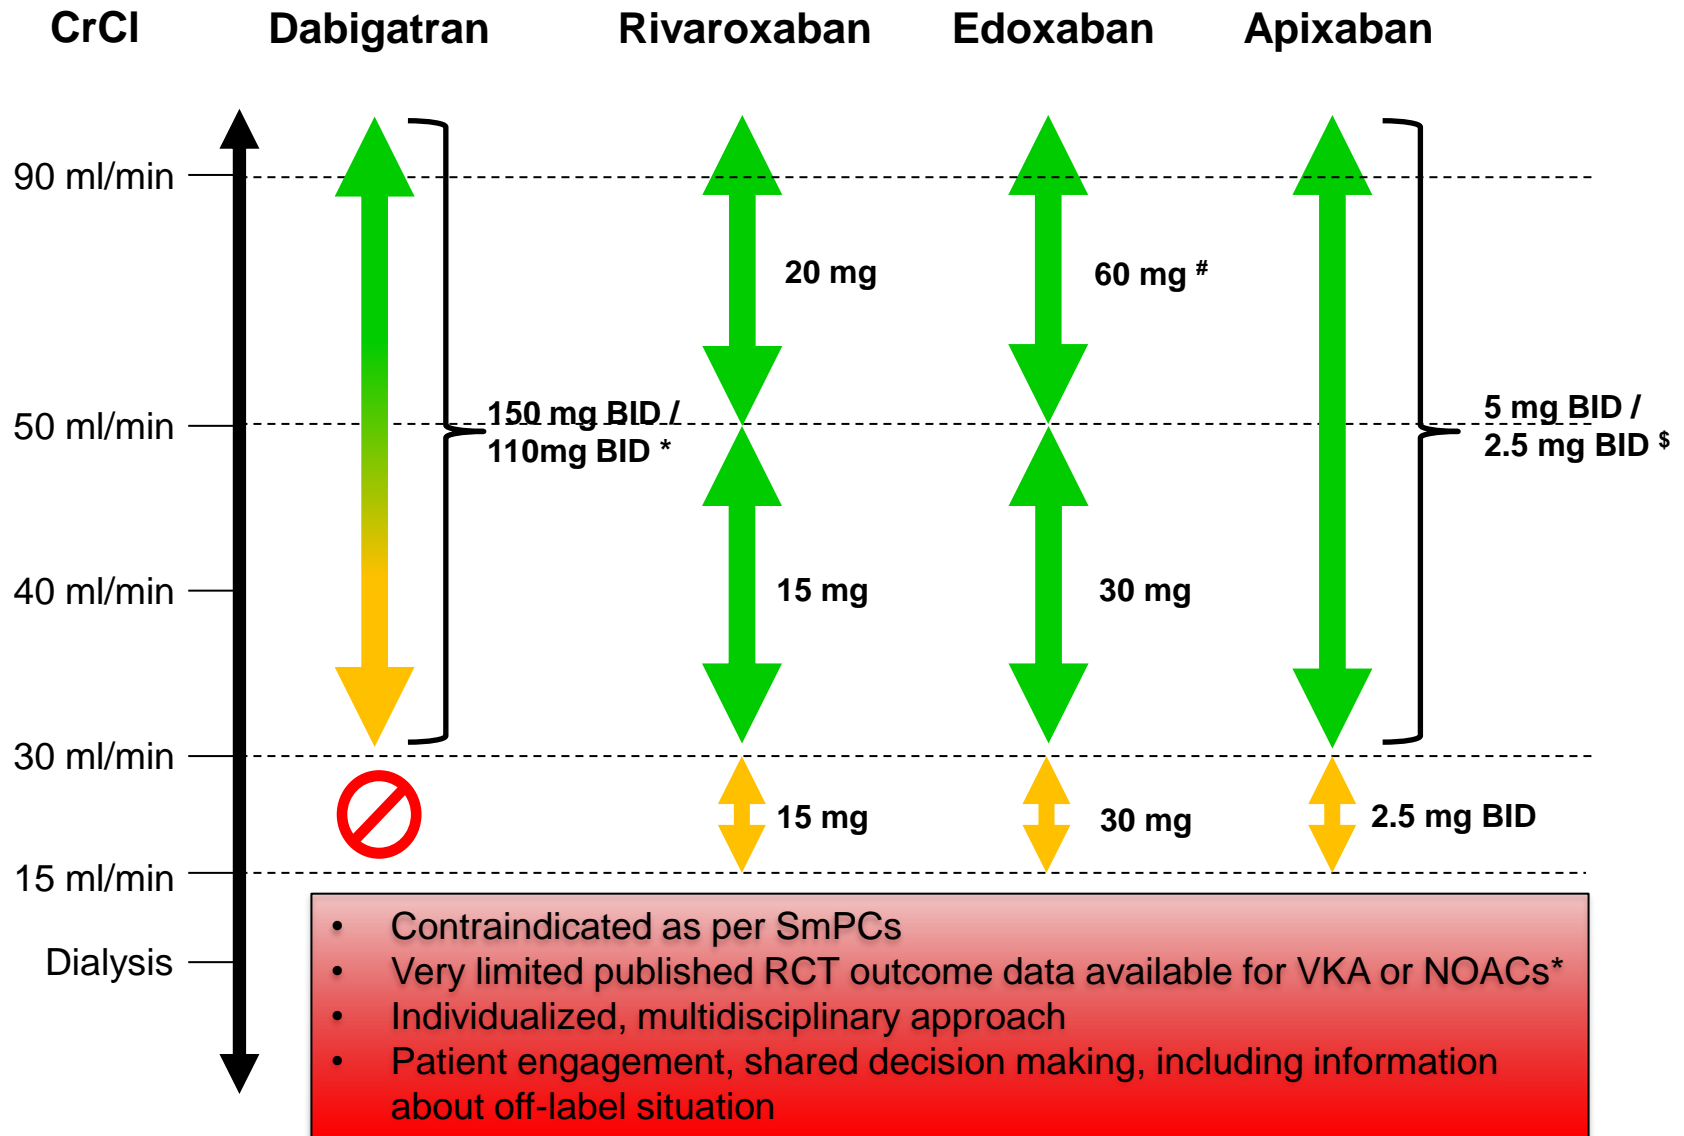 CrCl Dabigatran Rivaroxaban Edoxaban Apixaban
90 ml/min
20 mg
60 mg #
150 mg BID /
110mg BID *
5 mg BID /
2.5 mg BID $
50 ml/min
40 ml/min
15 mg
30 mg
30 ml/min
15 mg
30 mg
2.5 mg BID
15 ml/min
Dialysis
• Contraindicated as per SmPCs
• Very limited published RCT outcome data available for VKA or NOACs*
• Individualized, multidisciplinary approach
• Patient engagement, shared decision making, including information
about off-label situation